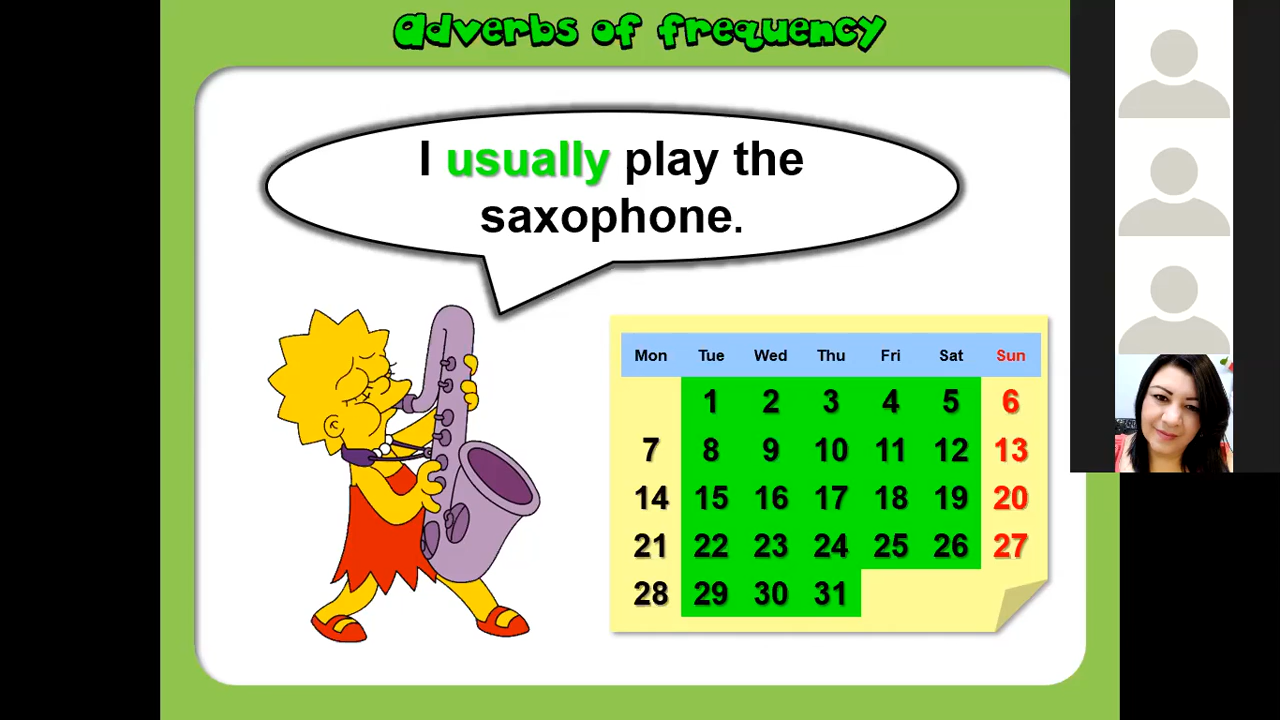 Adverbs of frequency
I usually play the
saxophone.
Mon Tue Wed Thu Fri Sat Sun
1 2 3 4 5 6
7 8 9 10 11 12 13
14 15 16 17 18 19 20
21 22 23 24 25 26 27
28 29 30 31